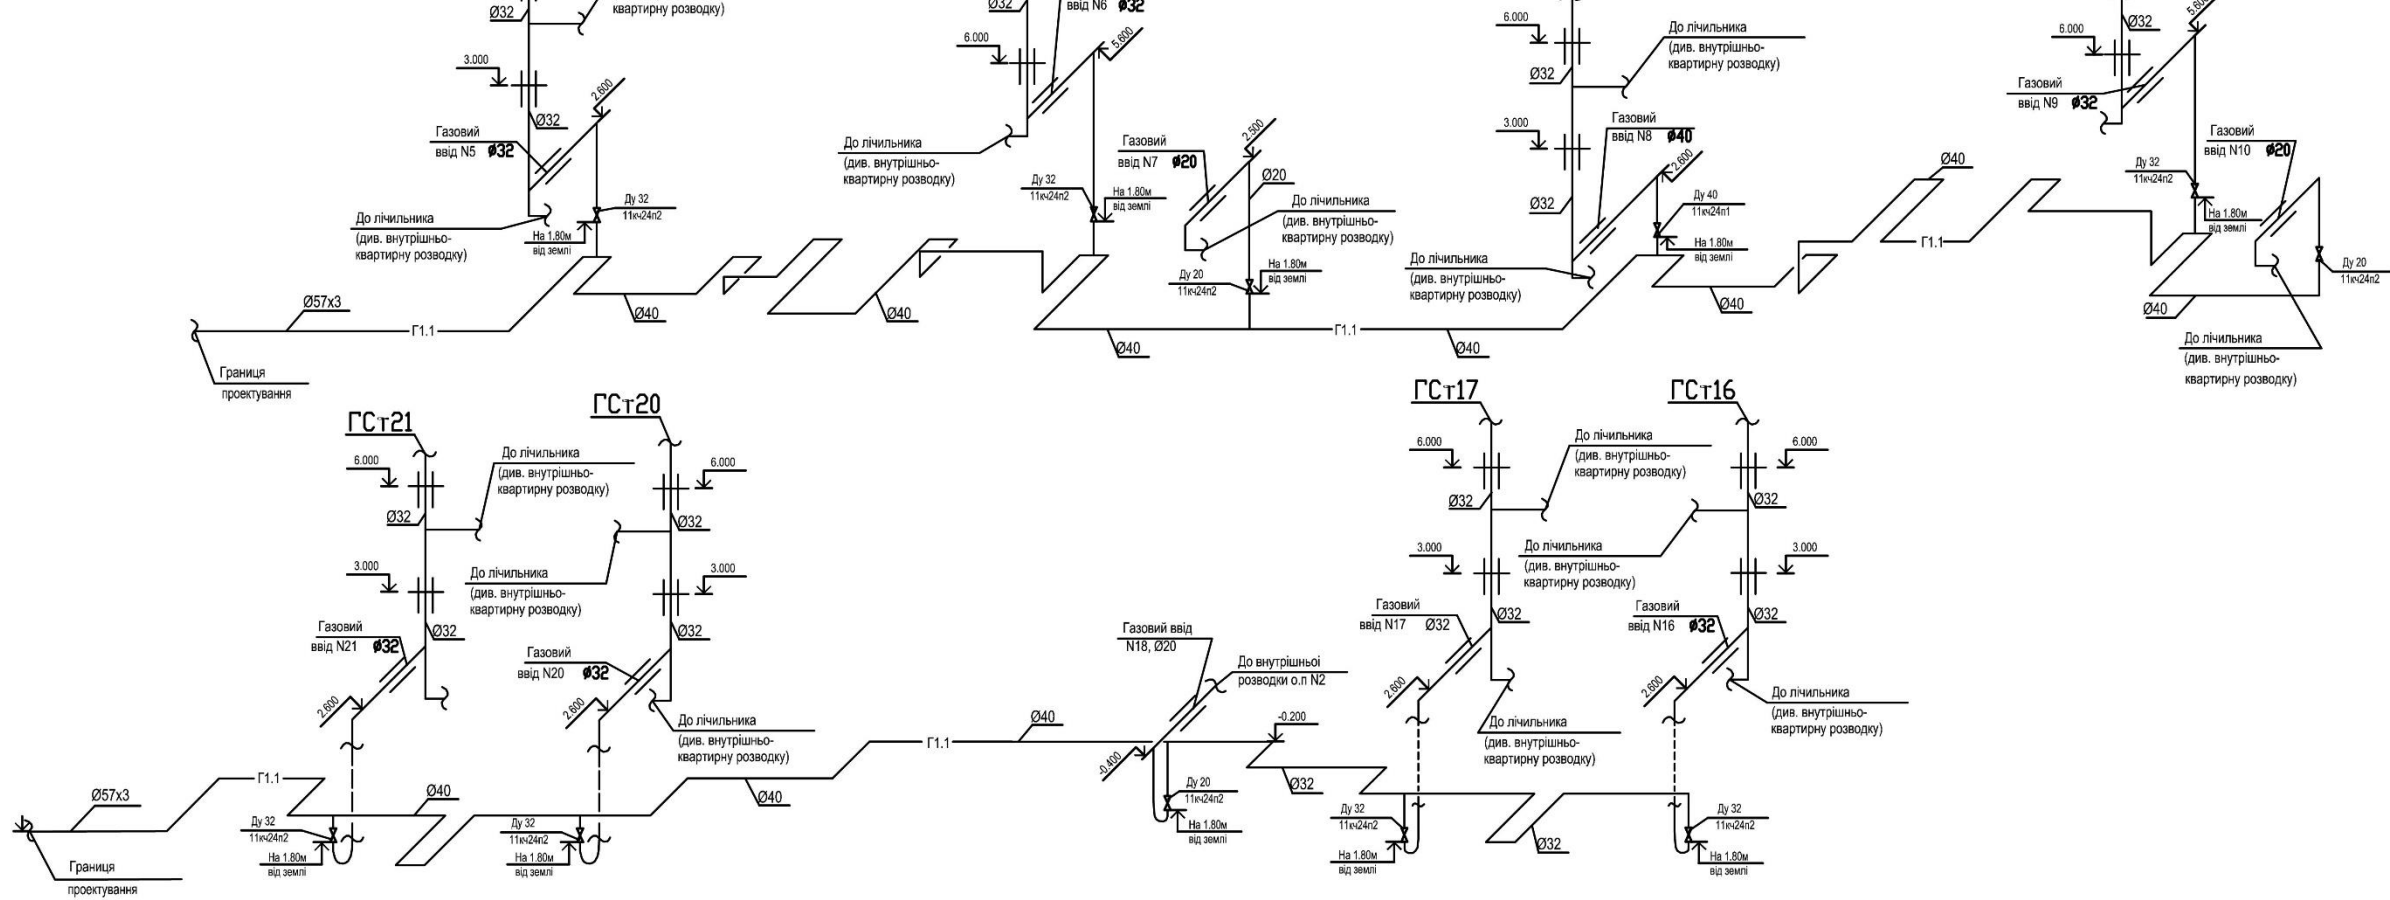 Ø32
квартирну розводку)
3.000
2.600
Ø32
Газовий
ввід N5 ø32
До лічильника
(див. внутрішньо-
квартирну розводку)
Ду 32
11кч24п2
На 1.80м
від землі
Ø57х3
Г1.1
Границя
проектування
Ø40
Ø40
Ø32
ввід N6 ø32
6.000
5.600
До лічильника
(див. внутрішньо-
квартирну розводку)
Ду 32
11кч24п2
На 1.80м
від землі
Газовий
ввід N7 ø20
2.500
Ø20
До лічильника
(див. внутрішньо-
квартирну розводку)
Ду 20
11кч24п2
На 1.80м
від землі
Ø40
Г1.1
Ø40
6.000
До лічильника
(див. внутрішньо-
квартирну розводку)
Ø32
3.000
Газовий
ввід N8 ø40
2.600
Ø32
Ду 40
11кч24п1
На 1.80м
від землі
До лічильника
(див. внутрішньо-
квартирну розводку)
Ø40
Ø40
Г1.1
5.600
Ø32
6.000
Газовий
ввід N9 ø32
Ду 32
11кч24п2
На 1.80м
від землі
Газовий
ввід N10 ø20
Ду 20
11кч24п2
Ø40
До лічильника
(див. внутрішньо-
квартирну розводку)
ГСт21
6.000
До лічильника
(див. внутрішньо-
квартирну розводку)
Ø32
3.000
Ø32
Газовий
ввід N21 ø32
2.600
Г1.1
Ø57х3
Ø40
Ду 32
11кч24п2
На 1.80м
від землі
Границя
проектування
ГСт20
6.000
Ø32
До лічильника
(див. внутрішньо-
квартирну розводку)
3.000
Ø32
Газовий
ввід N20 ø32
2.600
До лічильника
(див. внутрішньо-
квартирну розводку)
Ду 32
11кч24п2
На 1.80м
від землі
Ø40
Г1.1
Ø40
Газовий ввід
N18, Ø20
До внутрішньоі
розводки о.п N2
-0.200
-0.400
Ду 20
11кч24п2
На 1.80м
від землі
Ø32
ГСт17
6.000
До лічильника
(див. внутрішньо-
квартирну розводку)
Ø32
3.000
Газовий
ввід N17 Ø32
Ø32
2.600
До лічильника
(див. внутрішньо-
квартирну розводку)
Ду 32
11кч24п2
На 1.80м
від землі
Ø32
ГСт16
6.000
Ø32
До лічильника
(див. внутрішньо-
квартирну розводку)
3.000
Газовий
ввід N16 ø32
Ø32
2.600
До лічильника
(див. внутрішньо-
квартирну розводку)
Ду 32
11кч24п2
На 1.80м
від землі